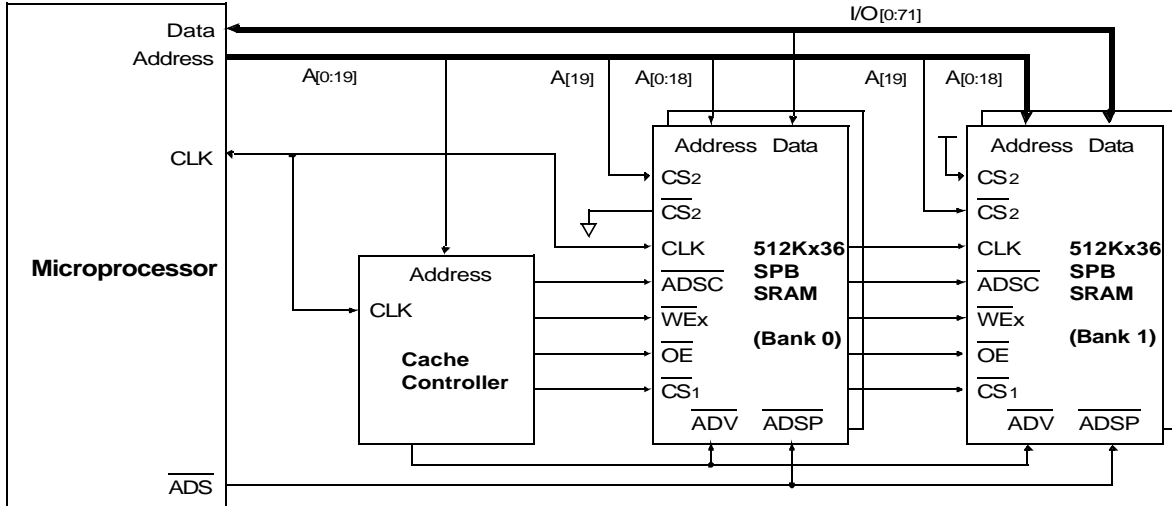 I/O[0:71]
Data
Address
A[0:19]
A[19]
A[0:18]
A[19]
A[0:18]
CLK
Microprocessor
ADS
Address
CLK
Cache
Controller
Address Data
CS2
CS2
CLK
ADSC
WEx
OE
CS1
ADV ADSP
512Kx36
SPB
SRAM
(Bank 0)
Address Data
CS2
CS2
CLK
ADSC
WEx
OE
CS1
ADV ADSP
512Kx36
SPB
SRAM
(Bank 1)